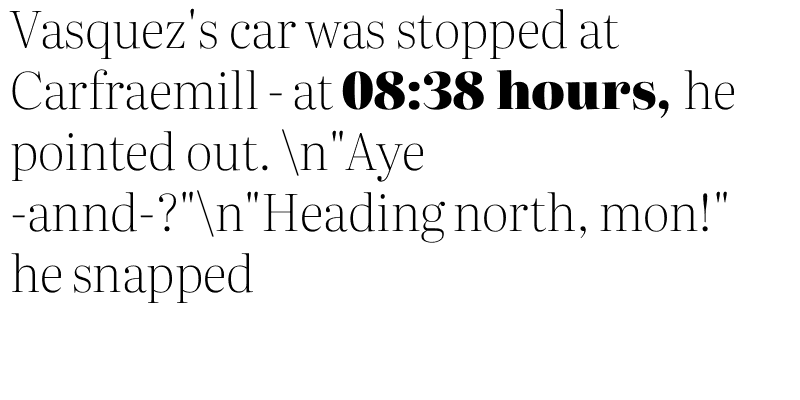 Vasquez's car was stopped at
Carfraemill - at 08:38 hours, he
pointed out. \n"Aye
-annd-?"\n"Heading north, mon!"
he snapped